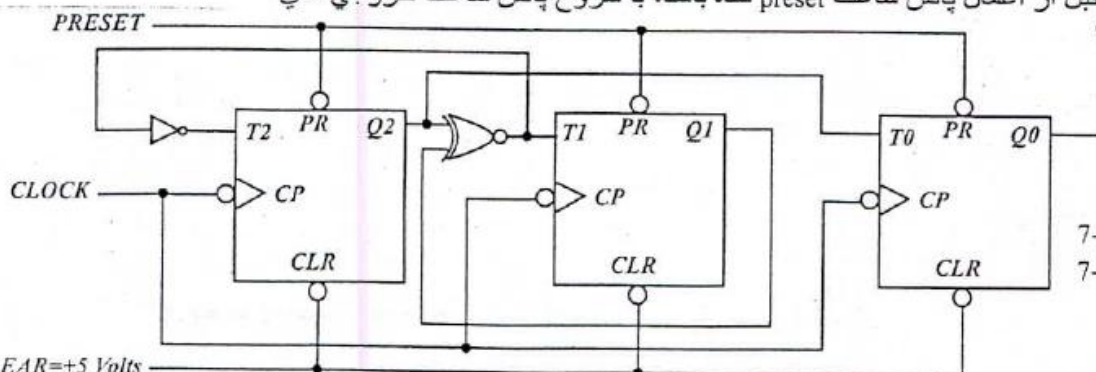 preset
PRESET
T2 PR Q2
T1 PR Q1
T0 PR Q0
CLOCK
CP
CP
CP
CLR
CLR
CLR
7-
7-
EAR=+5 Volts